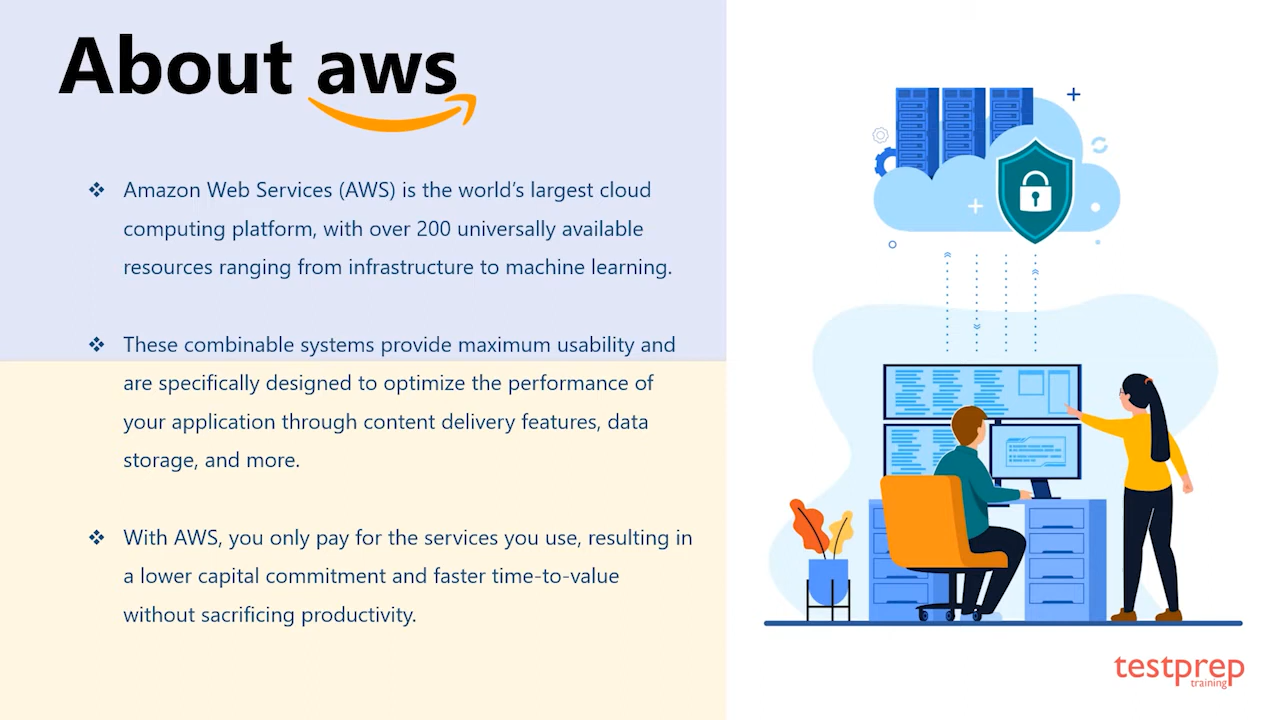 About aws
❖ Amazon Web Services (AWS) is the world’s largest cloud
computing platform, with over 200 universally available
resources ranging from infrastructure to machine learning.
❖ These combinable systems provide maximum usability and
are specifically designed to optimize the performance of
your application through content delivery features, data
storage, and more.
❖ With AWS, you only pay for the services you use, resulting in
a lower capital commitment and faster time-to-value
without sacrificing productivity.
testprep
training